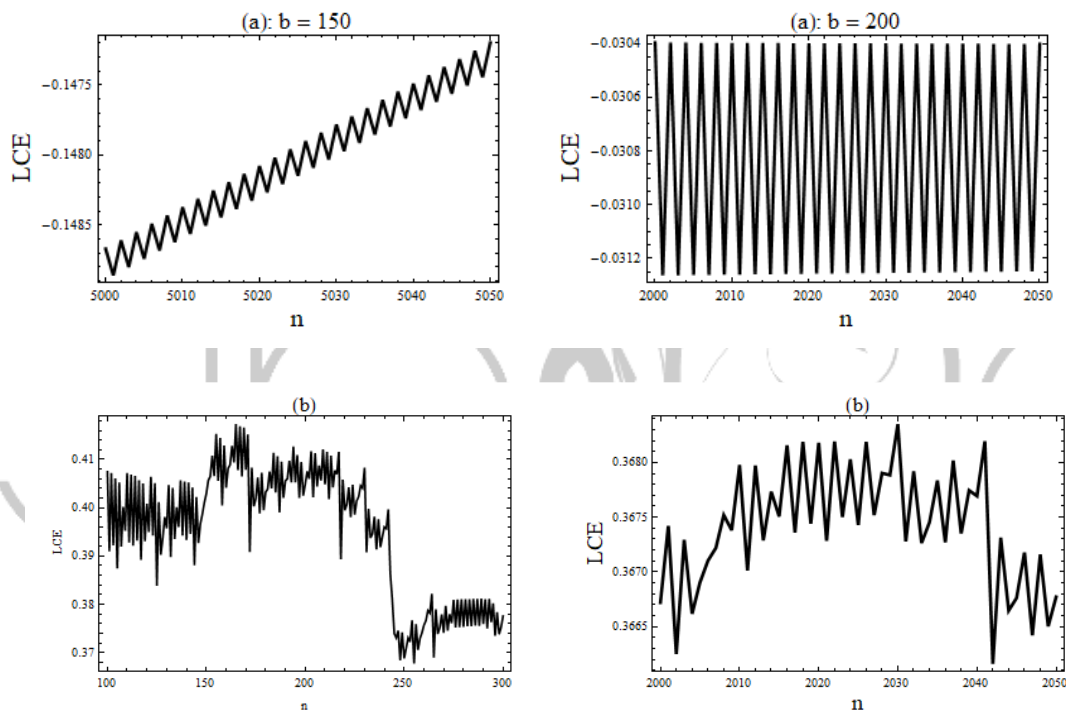 (a): b = 150
LCE
−0.1475
−0.1480
−0.1485
5000 5010 5020 5030 5040 5050
n
(a): b = 200
LCE
−0.0304
−0.0306
−0.0308
−0.0310
−0.0312
2000 2010 2020 2030 2040 2050
n
(b)
LCE
0.41
0.40
0.39
0.38
0.37
100 150 200 250 300
n
(b)
LCE
0.3680
0.3675
0.3670
0.3665
2000 2010 2020 2030 2040 2050
n